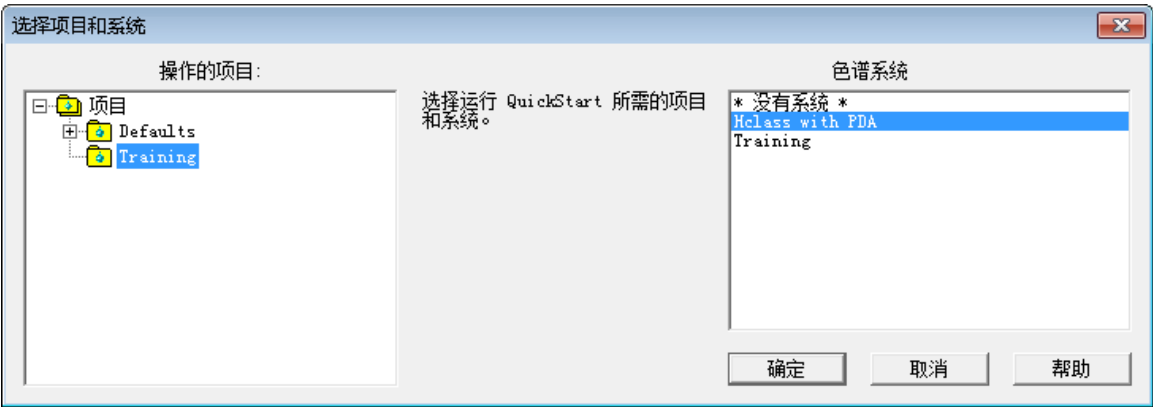 选择项目和系统
操作的项目:
项目
Defaults
Training
选择运行 QuickStart 所需的项目
和系统。
色谱系统
* 没有系统 *
Hclass with PDA
Training
确定
取消
帮助